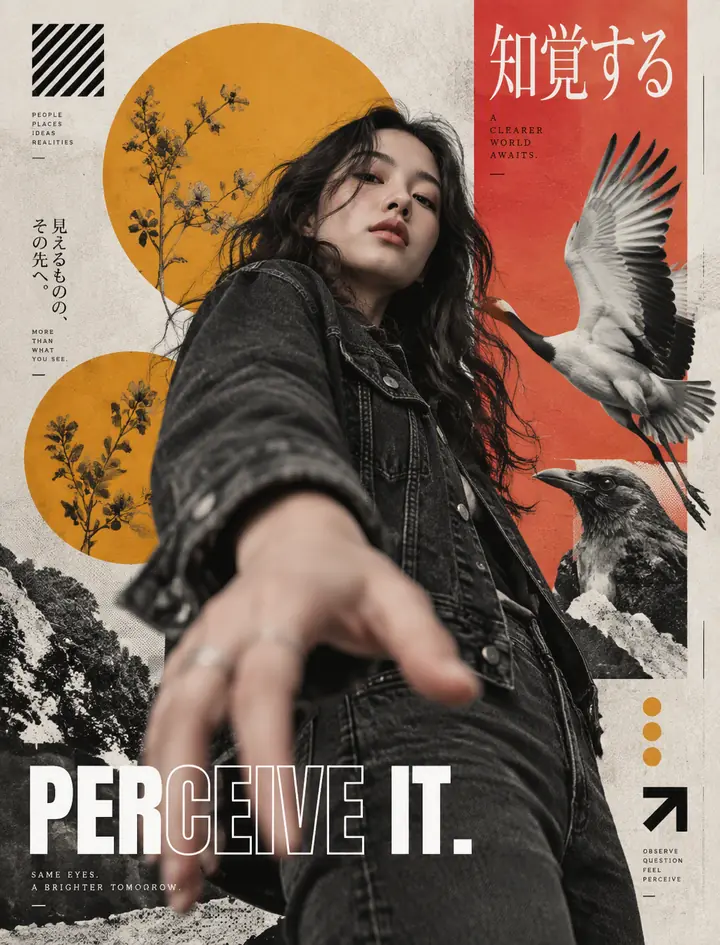 PEOPLE
PLACES
IDEAS
REALITIES
知覚する
A
CLEARER
WORLD
AWAITS.
見えるものの、
その先へ。
MORE
THAN
WHAT
YOU SEE.
PERCEIVE IT.
SAME EYES.
A BRIGHTER TOMOOROW.
OBSERVE
QUESTION
FEEL
PERCEIVE